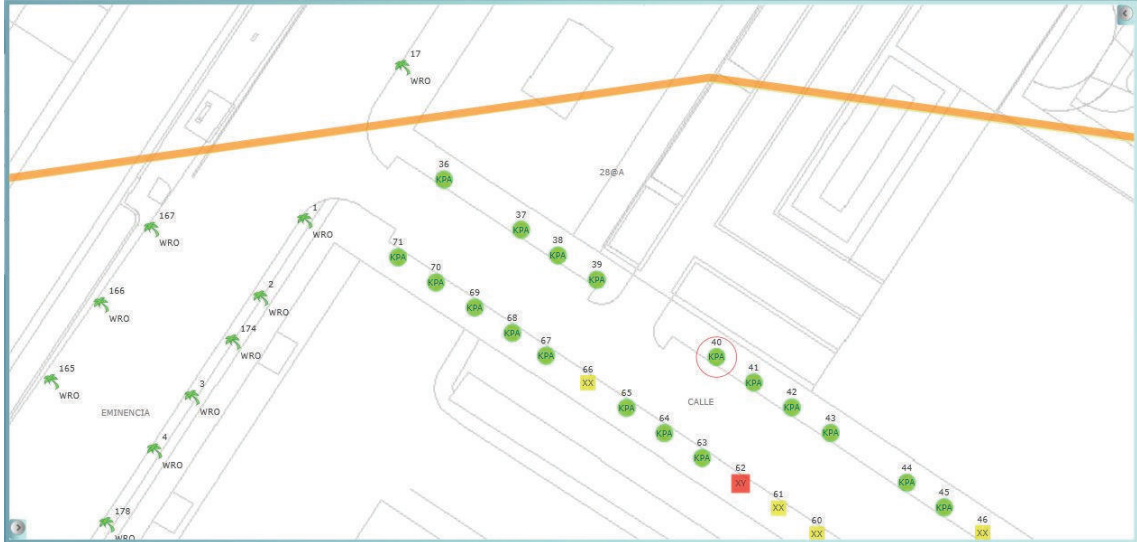 17
WRO
36
KPA
28@A
167
WRO
1
WRO
37
KPA
38
KPA
71
KPA
39
KPA
70
KPA
2
WRO
166
WRO
69
KPA
68
KPA
174
WRO
67
KPA
40
KPA
66
XX
41
KPA
165
WRO
3
WRO
65
KPA
CALLE
42
KPA
EMINENCIA
64
KPA
43
KPA
4
WRO
63
KPA
62
XY
44
KPA
61
XX
45
KPA
178
WRO
60
XX
46
XX